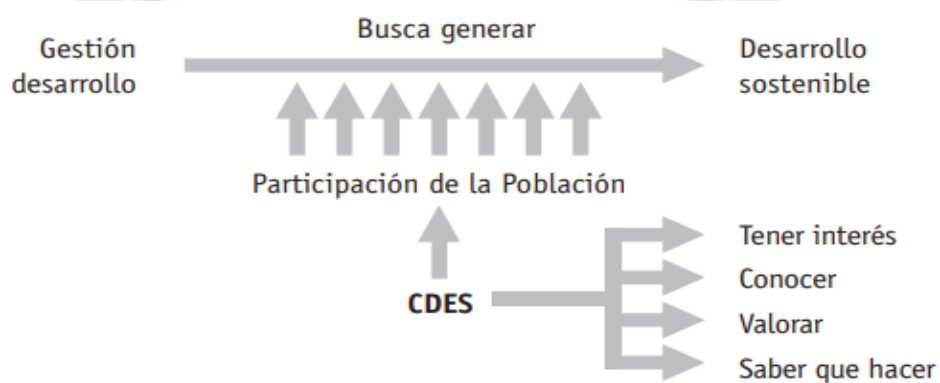 Busca generar
Gestión
desarrollo
Desarrollo
sostenible
Participación de la Población
CDES
Tener interés
Conocer
Valorar
Saber que hacer